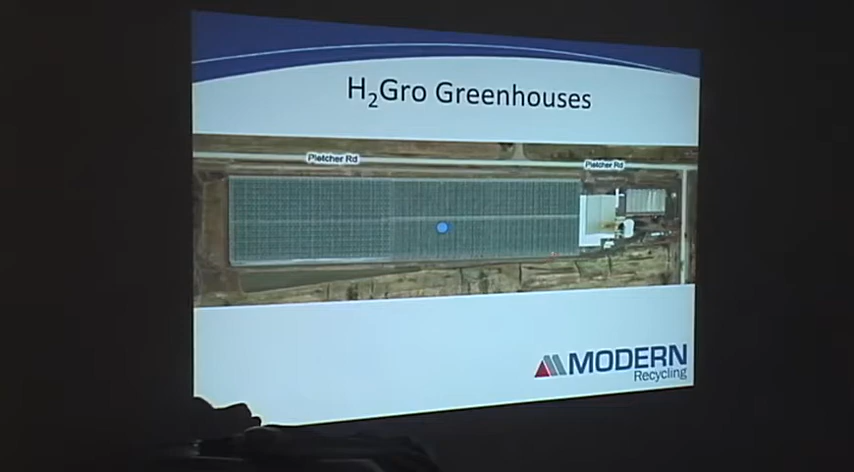 H₂Gro Greenhouses
Pletcher Rd
Pletcher Rd
MODERN
Recycling